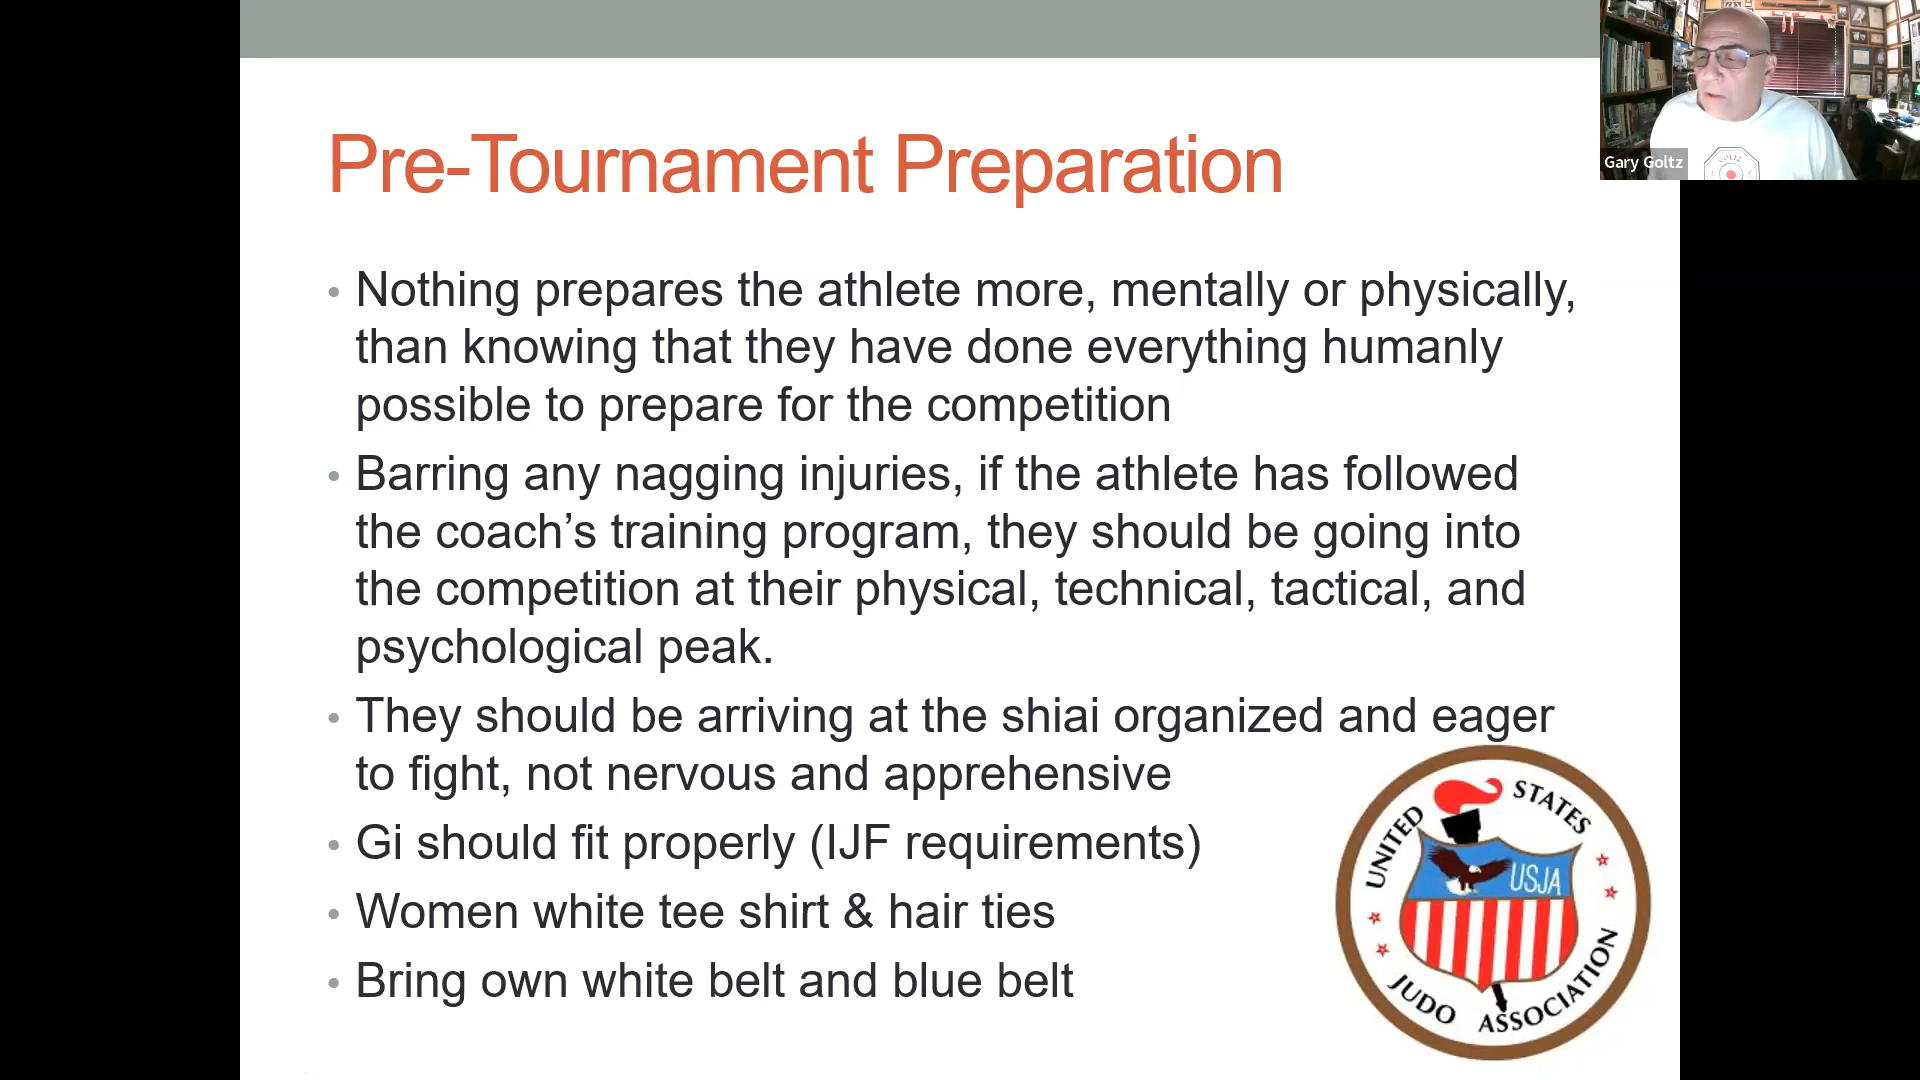 Pre-Tournament Preparation
Gary Goltz
GOLTZ
• Nothing prepares the athlete more, mentally or physically,
than knowing that they have done everything humanly
possible to prepare for the competition
• Barring any nagging injuries, if the athlete has followed
the coach’s training program, they should be going into
the competition at their physical, technical, tactical, and
psychological peak.
• They should be arriving at the shiai organized and eager
to fight, not nervous and apprehensive
• Gi should fit properly (IJF requirements)
• Women white tee shirt & hair ties
• Bring own white belt and blue belt
UNITED STATES
USJA
JUDO ASSOCIATION